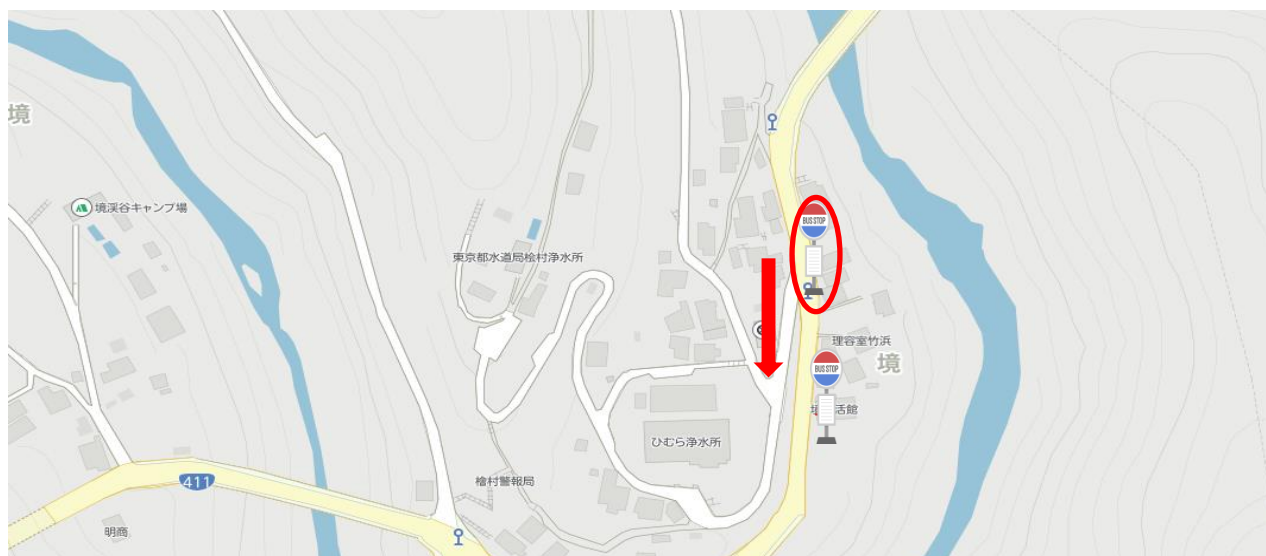 境
境渓谷キャンプ場
東京都水道局桧村浄水所
BUS STOP
理容室竹浜
境
BUS STOP
活館
ひむら浄水所
411
檜村警報局
明商